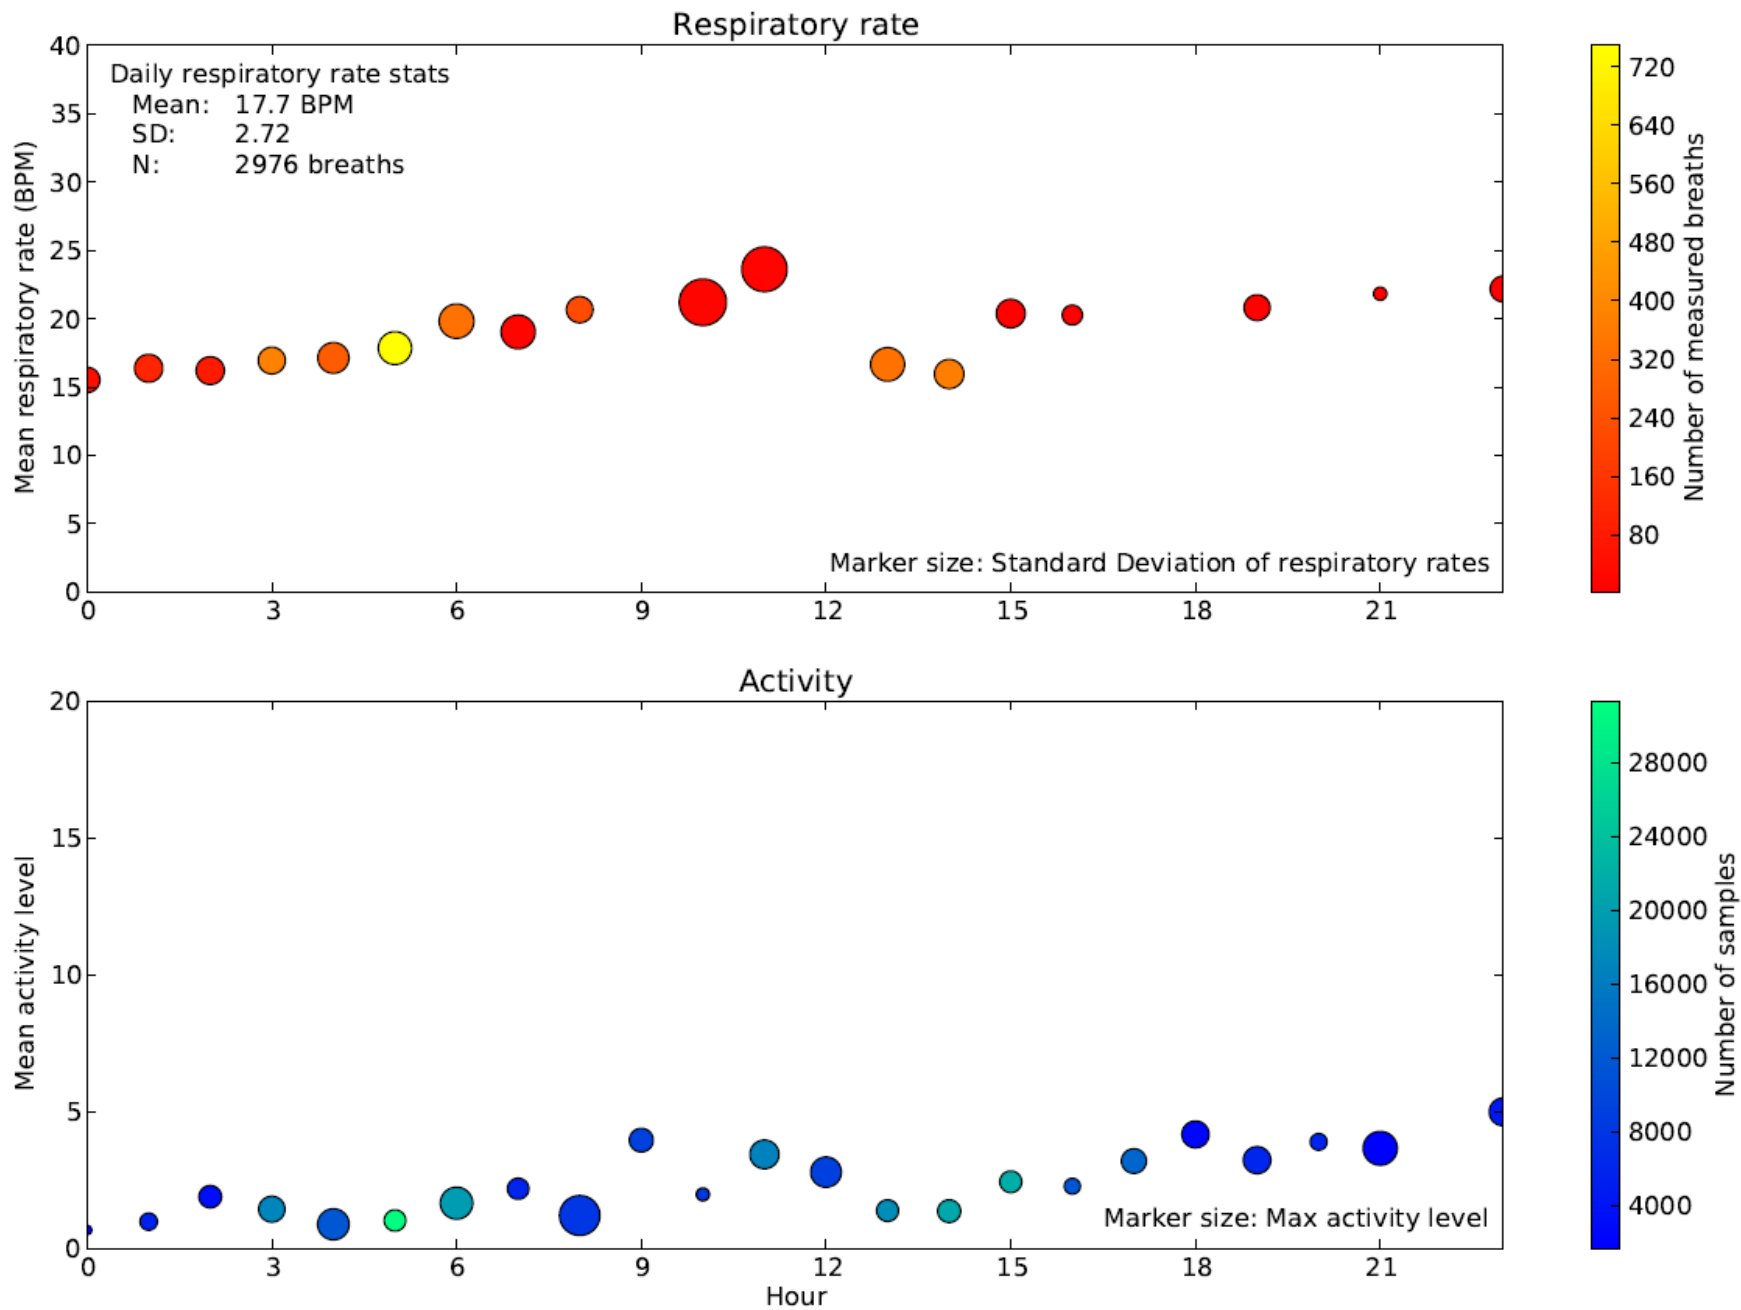 Respiratory rate
40
35
30
25
20
15
10
5
0
Mean respiratory rate (BPM)
Daily respiratory rate stats
Mean: 17.7 BPM
SD: 2.72
N: 2976 breaths
Marker size: Standard Deviation of respiratory rates
0 3 6 9 12 15 18 21
720
640
560
480
400
320
240
160
80
Number of measured breaths
Activity
20
15
10
5
0
Mean activity level
Marker size: Max activity level
0 3 6 9 12 15 18 21
Hour
28000
24000
20000
16000
12000
8000
4000
Number of samples